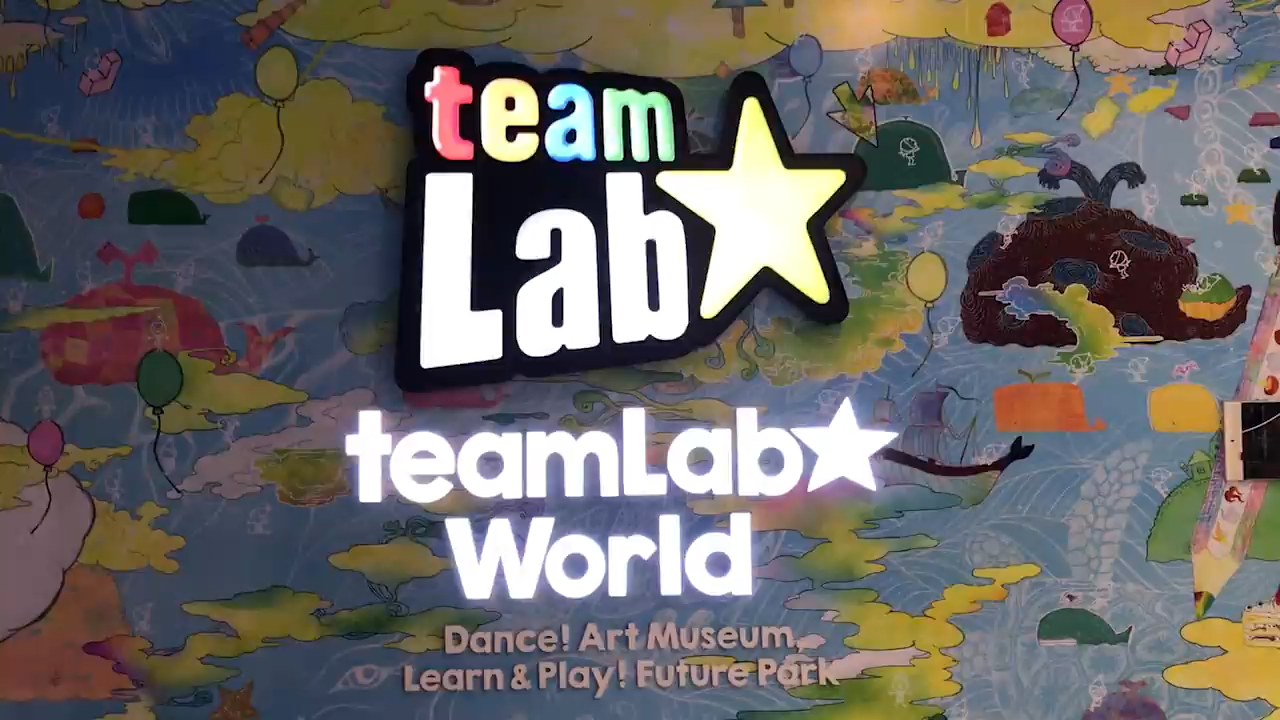 team
Lab
teamLab★
World
Dance! Art Museum,
Learn & Play! Future Park